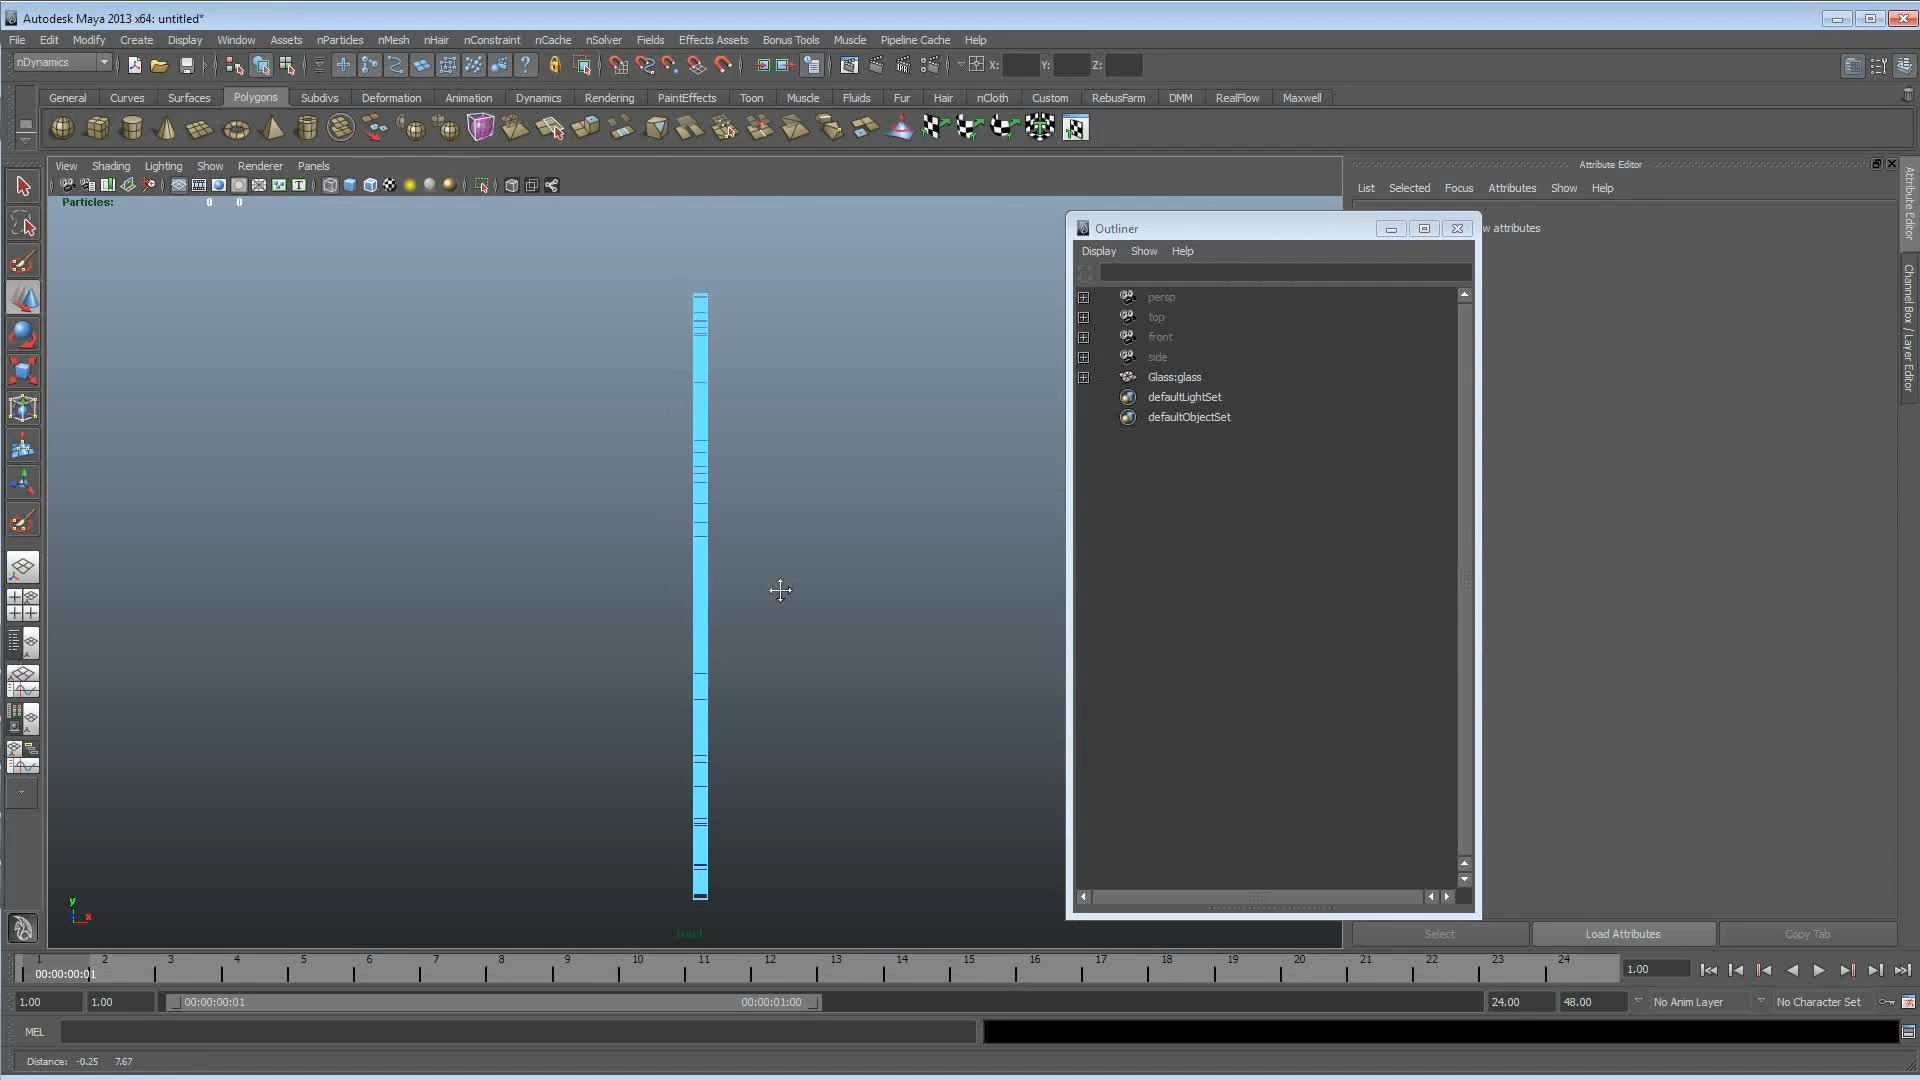 Autodesk Maya 2013 x64: untitled*
File Edit Modify Create Display Window Assets nParticles nMesh nHair nConstraint nCache nSolver Fields Effects Assets Bonus Tools Muscle Pipeline Cache Help
nDynamics X: Y: Z:
General Curves Surfaces Polygons Subdivs Deformation Animation Dynamics Rendering PaintEffects Toon Muscle Fluids Fur Hair nCloth Custom RebusFarm DMM RealFlow Maxwell
View Shading Lighting Show Renderer Panels
Particles: 0 0
Attribute Editor
List Selected Focus Attributes Show Help
w attributes
Outliner
Display Show Help
persp
top
front
side
Glass:glass
defaultLightSet
defaultObjectSet
Attribute Editor
Channel Box / Layer Editor
y
x
Select Load Attributes Copy Tab
1 2 3 4 5 6 7 8 9 10 11 12 13 14 15 16 17 18 19 20 21 22 23 24
00:00:00:01
1.00
1.00 1.00 00:00:00:01 00:00:01:00 24.00 48.00 No Anim Layer No Character Set
MEL
Distance: -0.25 7.67